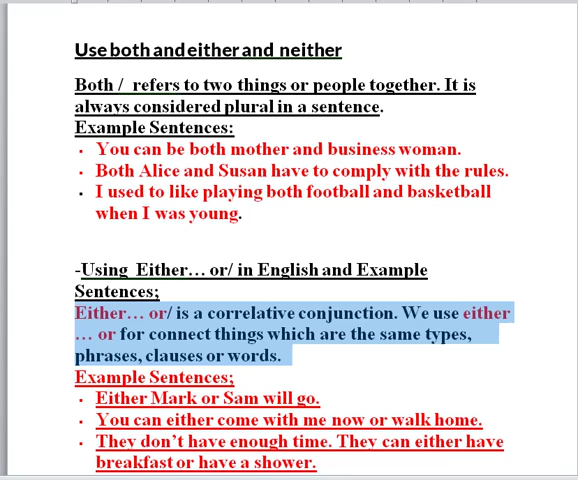 Use both and either and neither
Both / refers to two things or people together. It is
always considered plural in a sentence.
Example Sentences:
• You can be both mother and business woman.
• Both Alice and Susan have to comply with the rules.
• I used to like playing both football and basketball
when I was young.
-Using Either… or/ in English and Example
Sentences;
Either… or/ is a correlative conjunction. We use either
… or for connect things which are the same types,
phrases, clauses or words.
Example Sentences;
• Either Mark or Sam will go.
• You can either come with me now or walk home.
• They don’t have enough time. They can either have
breakfast or have a shower.